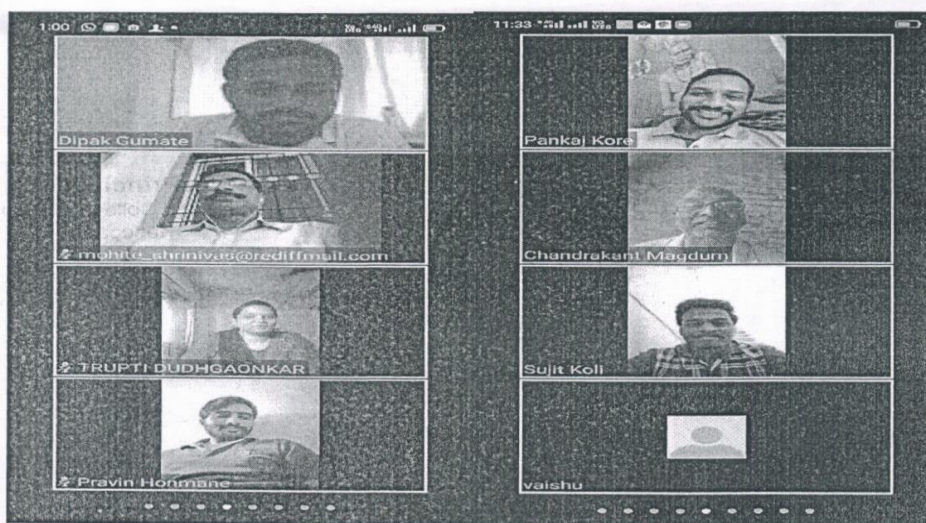 1:00
Dipak Gumate
mohite_shrinivas@rediffmail.com
TRUPTI DUDHGAONKAR
Pravin Honmane
11:33
Pankaj Kore
Chandrakant Magdum
Sujit Koli
vaishu